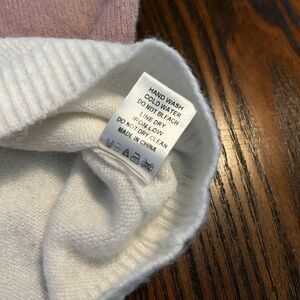 HAND WASH
COLD WATER
DO NOT BLEACH
LINE DRY
IRON LOW
DO NOT DRY CLEAN
MADE IN CHINA